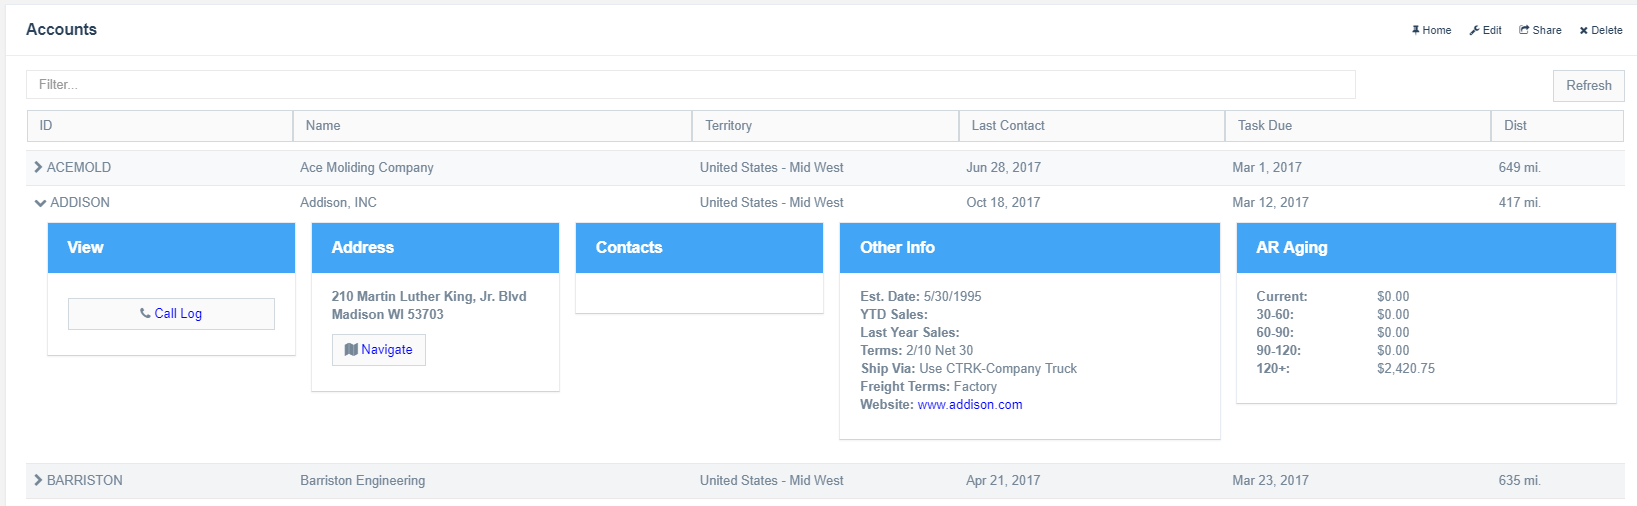 Accounts
Home Edit Share Delete
Filter...
Refresh
ID Name Territory Last Contact Task Due Dist
ACEMOLD Ace Moliding Company United States - Mid West Jun 28, 2017 Mar 1, 2017 649 mi.
ADDISON Addison, INC United States - Mid West Oct 18, 2017 Mar 12, 2017 417 mi.
View
Call Log
Address
210 Martin Luther King, Jr. Blvd
Madison WI 53703
Navigate
Contacts
Other Info
Est. Date: 5/30/1995
YTD Sales:
Last Year Sales:
Terms: 2/10 Net 30
Ship Via: Use CTRK-Company Truck
Freight Terms: Factory
Website: www.addison.com
AR Aging
Current: $0.00
30-60: $0.00
60-90: $0.00
90-120: $0.00
120+: $2,420.75
BARRISTON Barriston Engineering United States - Mid West Apr 21, 2017 Mar 23, 2017 635 mi.